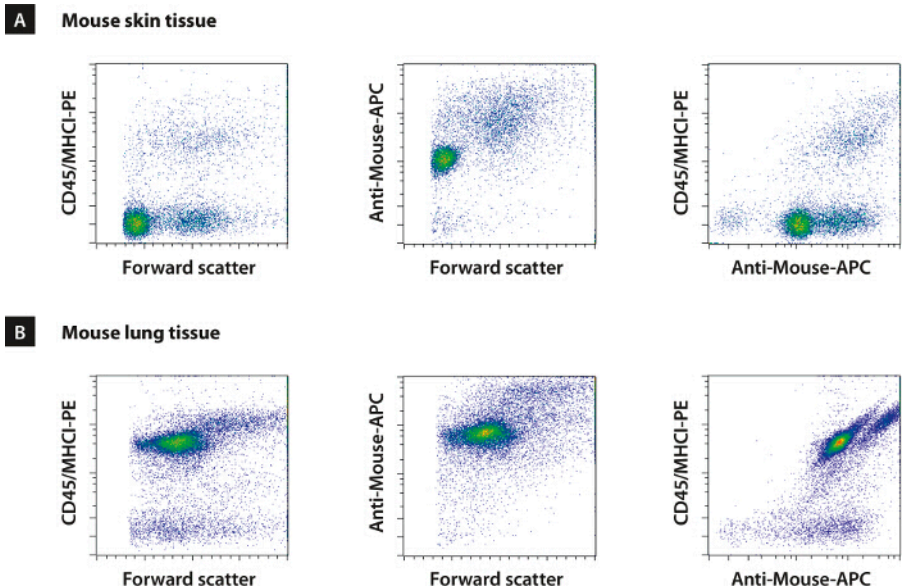 A Mouse skin tissue
CD45/MHCI-PE
Forward scatter
Anti-Mouse-APC
Forward scatter
CD45/MHCI-PE
Anti-Mouse-APC
B Mouse lung tissue
CD45/MHCI-PE
Forward scatter
Anti-Mouse-APC
Forward scatter
CD45/MHCI-PE
Anti-Mouse-APC